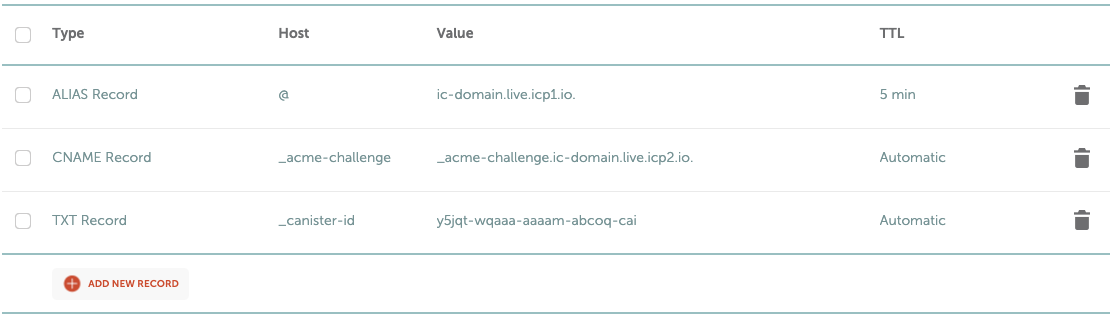 Type Host Value TTL
ALIAS Record @ ic-domain.live.icp1.io. 5 min
CNAME Record _acme-challenge _acme-challenge.ic-domain.live.icp2.io. Automatic
TXT Record _canister-id y5jqt-wqaaa-aaaam-abcoq-cai Automatic
ADD NEW RECORD